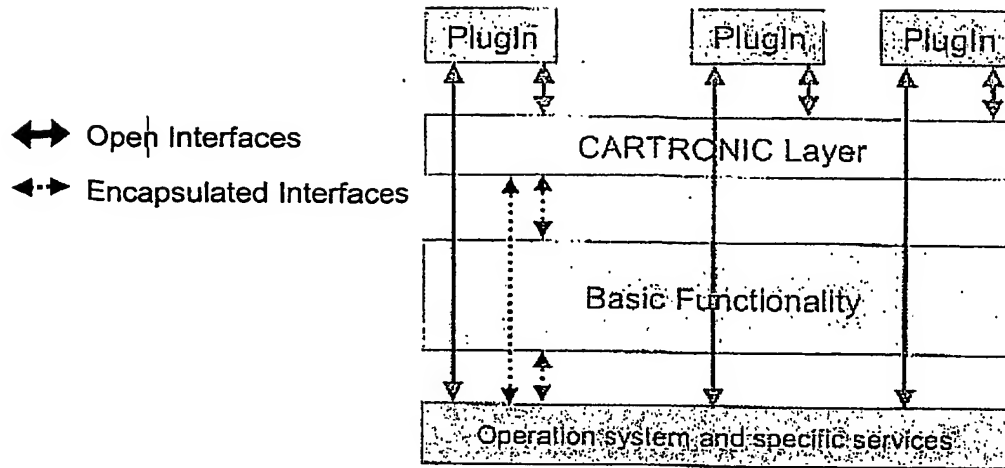 PlugIn
PlugIn
PlugIn
Open Interfaces
CARTRONIC Layer
Encapsulated Interfaces
Basic Functionality
Operation system and specific services